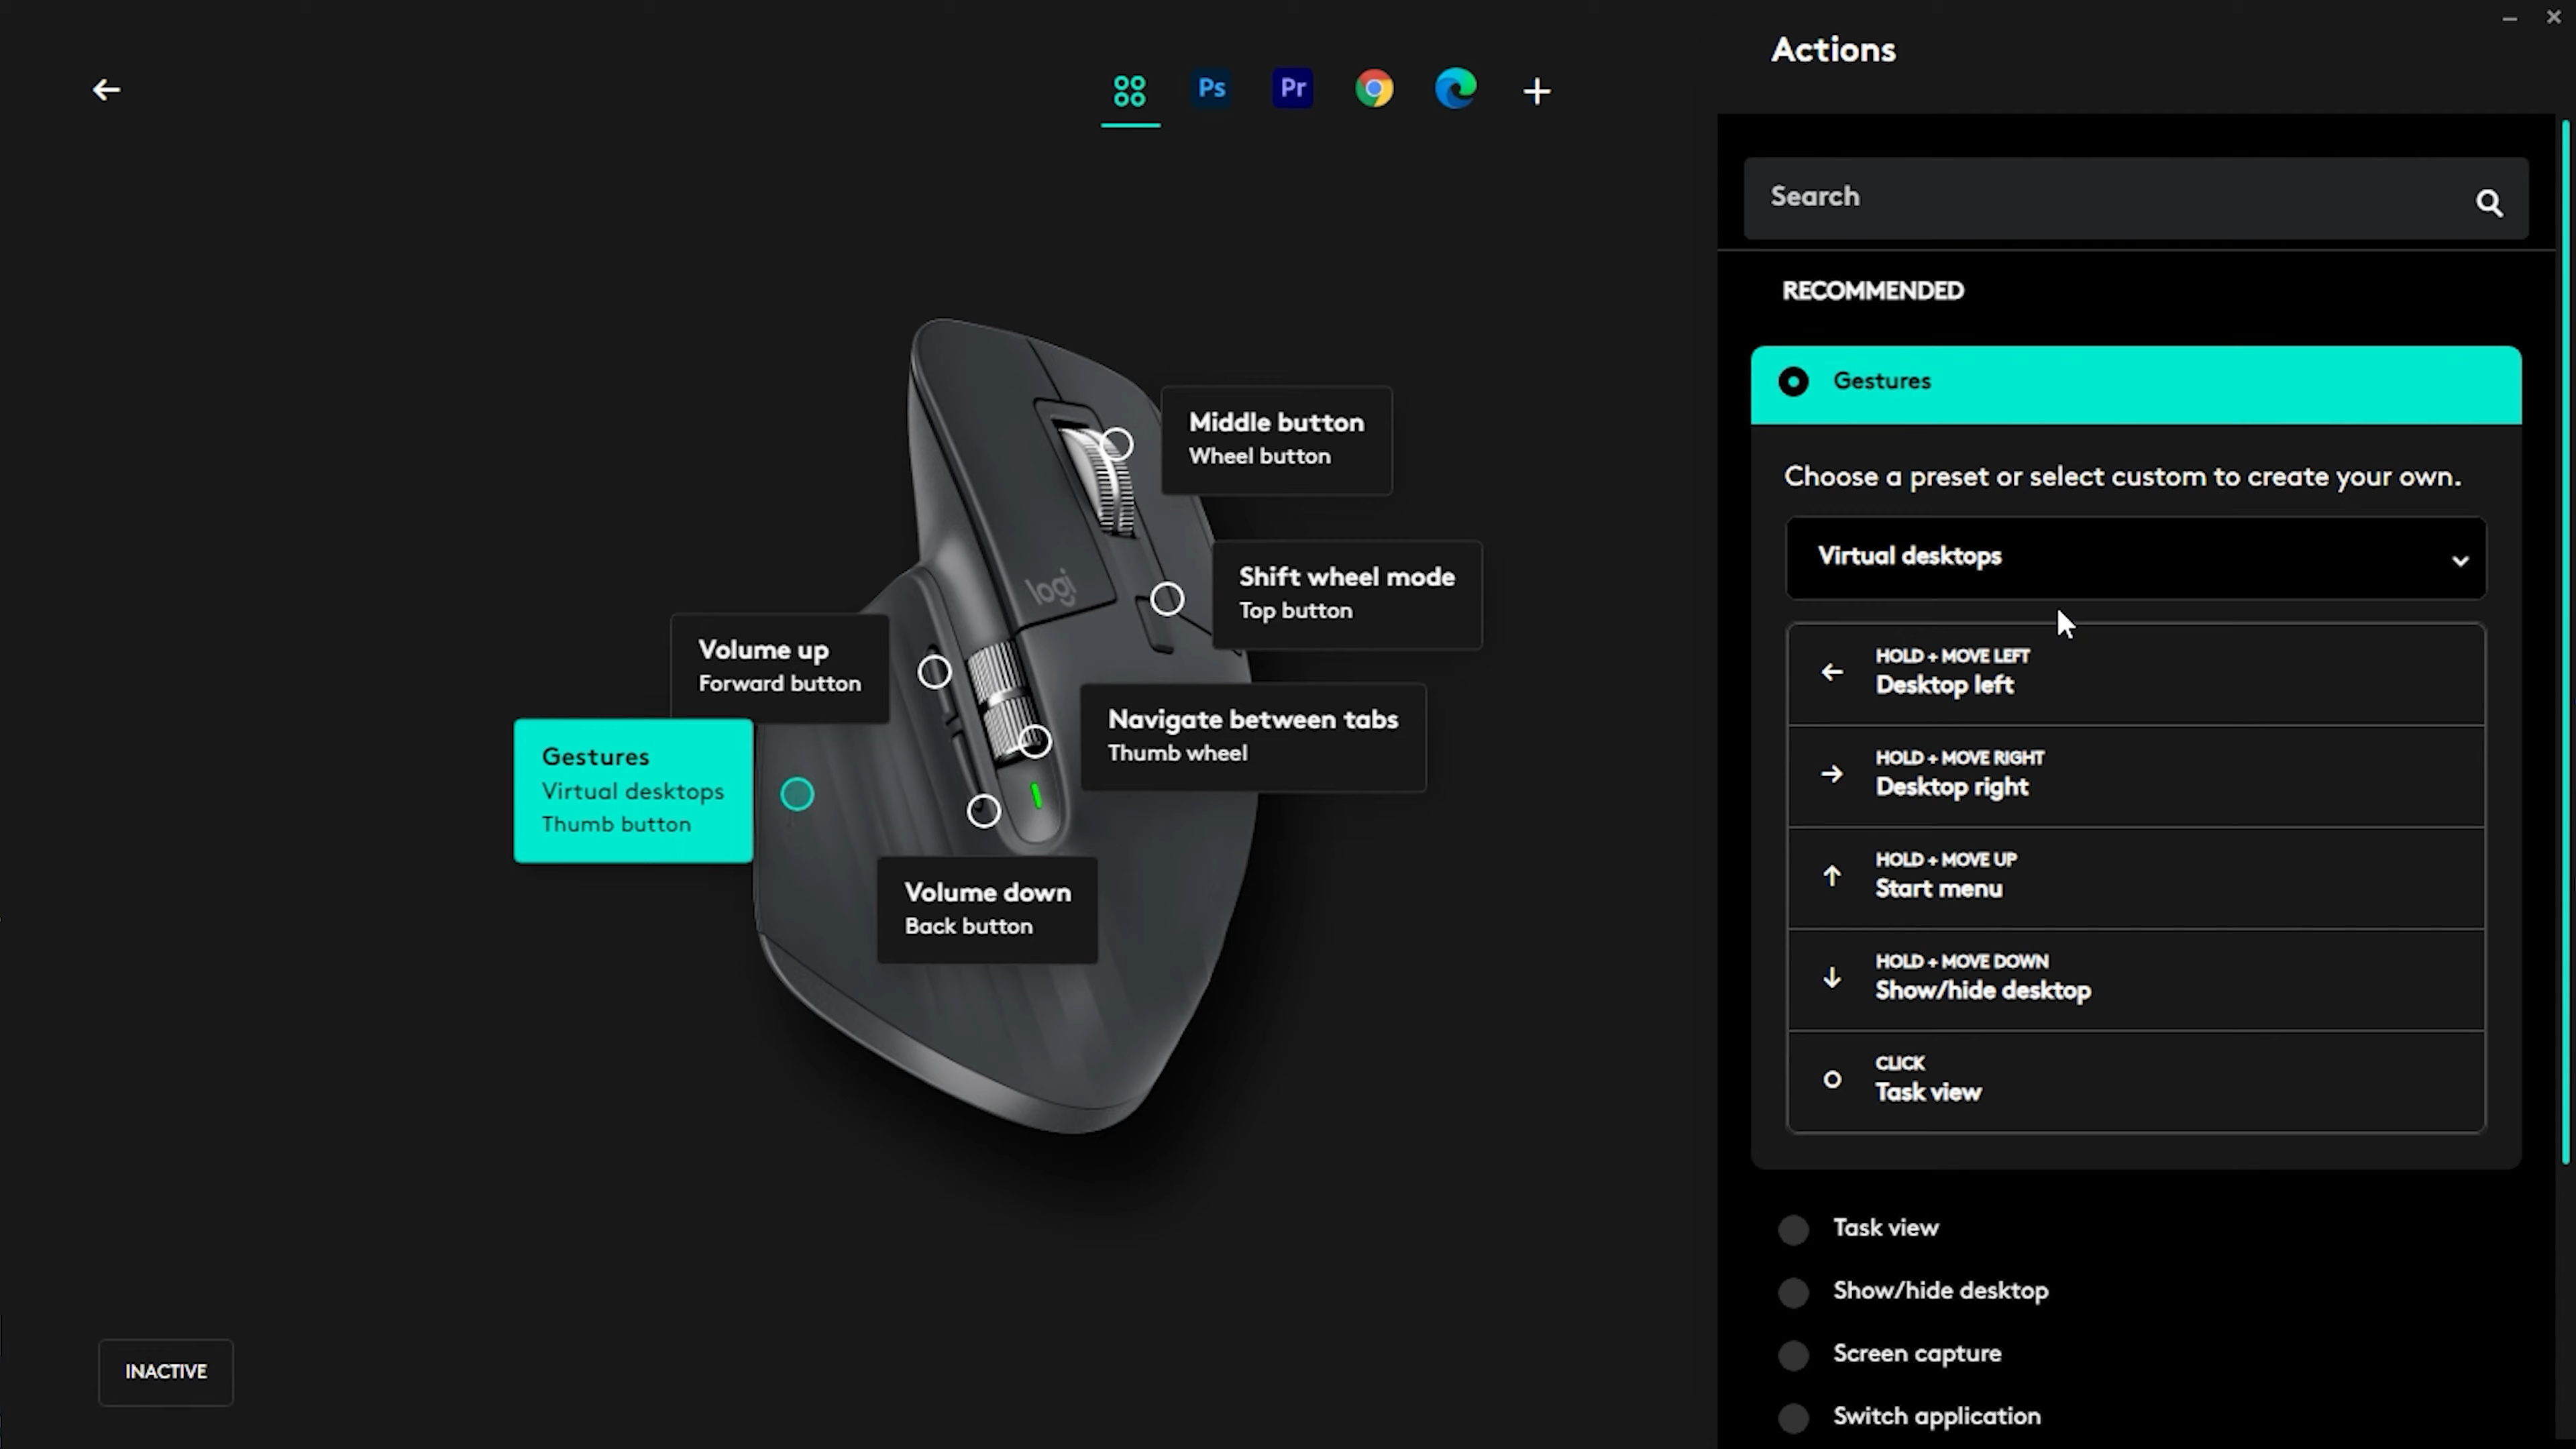 Actions
Ps
Pr
Search
RECOMMENDED
Gestures
Choose a preset or select custom to create your own.
Virtual desktops
HOLD + MOVE LEFT
Desktop left
HOLD + MOVE RIGHT
Desktop right
HOLD + MOVE UP
Start menu
HOLD + MOVE DOWN
Show/hide desktop
CLICK
Task view
Task view
Show/hide desktop
Screen capture
Switch application
Middle button
Wheel button
Shift wheel mode
Top button
logi
Volume up
Forward button
Navigate between tabs
Thumb wheel
Gestures
Virtual desktops
Thumb button
Volume down
Back button
INACTIVE